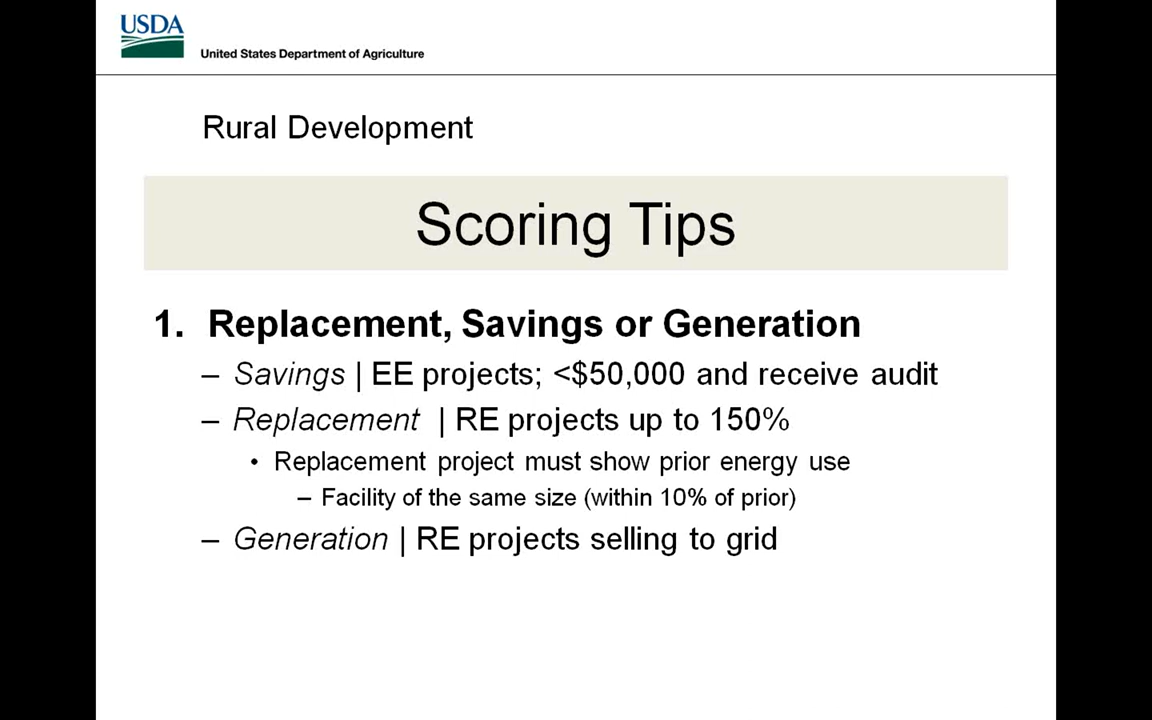 USDA
United States Department of Agriculture
Rural Development
Scoring Tips
1. Replacement, Savings or Generation
– Savings | EE projects; <$50,000 and receive audit
– Replacement | RE projects up to 150%
• Replacement project must show prior energy use
– Facility of the same size (within 10% of prior)
– Generation | RE projects selling to grid